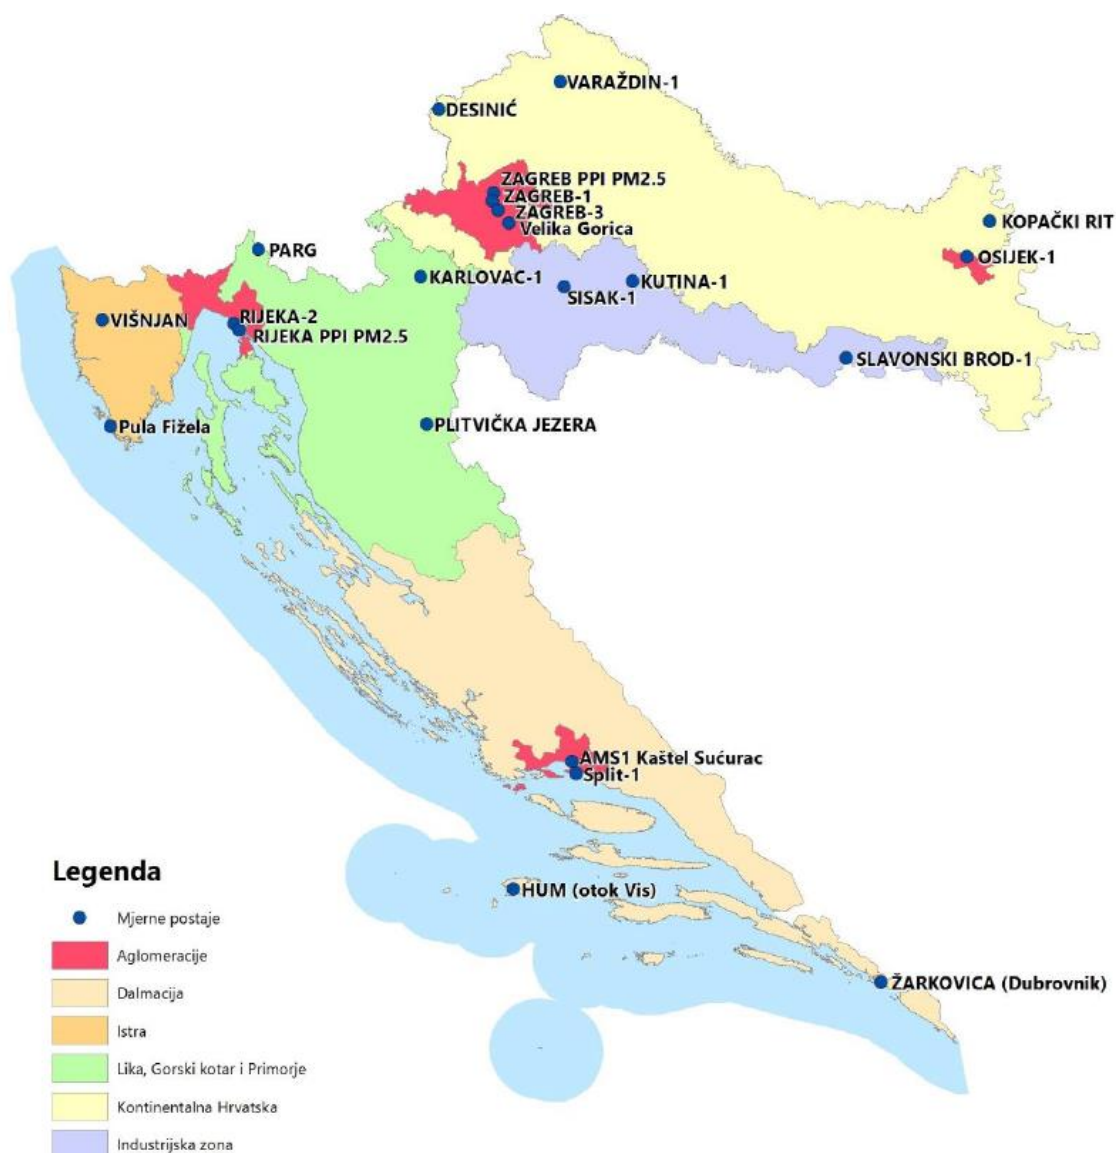 VARAŽDIN-1
DESINIĆ
ZAGREB PPI PM2.5
ZAGREB-1
ZAGREB-3
Velika Gorica
KOPAČKI RIT
OSIJEK-1
PARG
KARLOVAC-1
KUTINA-1
SISAK-1
VIŠNJAN
RIJEKA-2
RIJEKA PPI PM2.5
SLAVONSKI BROD-1
Pula Fižela
PLITVIČKA JEZERA
AMS1 Kaštel Sućurac
Split-1
HUM (otok Vis)
ŽARKOVICA (Dubrovnik)
Legenda
Mjerne postaje
Aglomeracije
Dalmacija
Istra
Lika, Gorski kotar i Primorje
Kontinentalna Hrvatska
Industrijska zona